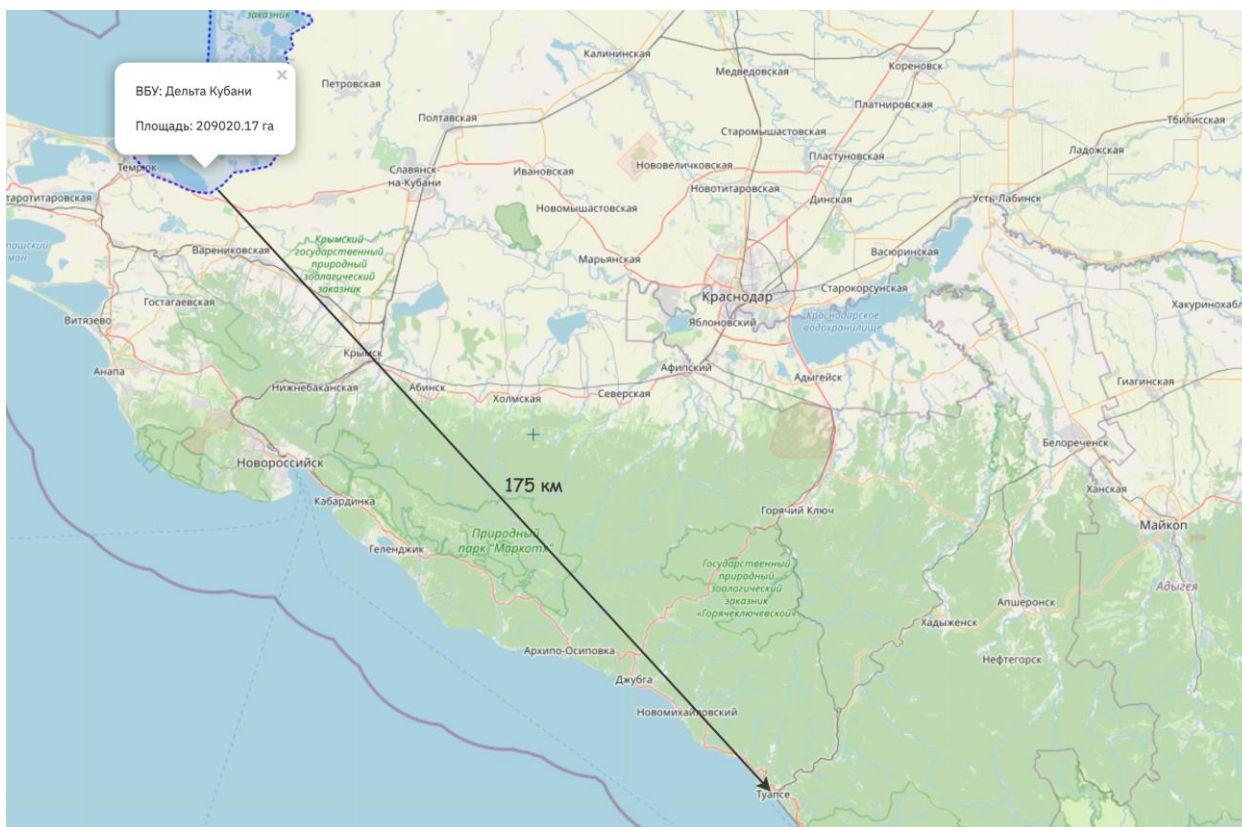 заказник
ВБУ: Дельта Кубани
Площадь: 209020.17 га
×
Калининская
Медведовская
Кореновск
Петровская
Платнировская
Полтавская
Тбилисская
Старомышастовская
Ладожская
Темрюк
Славянск-
на-Кубани
Ивановская
Нововеличковская
Пластуновская
таротитаровская
Новотитаровская
Динская
Усть-Лабинск
Новомышастовская
Крымский
государственный
природный
зоологический
заказник
Варениковская
Марьянская
Васюринская
Старокорсунская
Гостагаевская
Краснодар
Хакуринохабл
Витязево
Яблоновский
Краснодарское
водохранилище
Крымск
Афипский
Адыгейск
Анапа
Гиагинская
Нижнебаканская
Абинск
Холмская
Северская
Белореченск
Новороссийск
175 км
Ханская
Кабардинка
Горячий Ключ
Майкоп
Природный
парк "Маркотх"
Геленджик
Государственный
природный
зоологический
заказник
«Горячеключевской»
Адыгея
Апшеронск
Хадыженск
Архипо-Осиповка
Нефтегорск
Джубга
Новомихайловский
Туапсе